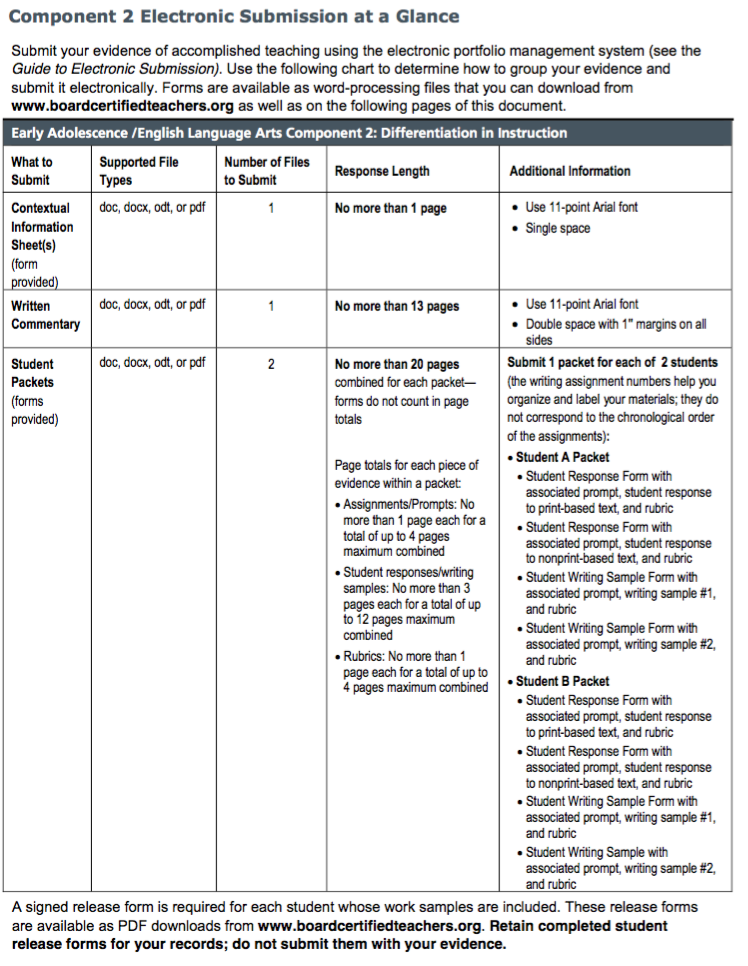 Component 2 Electronic Submission at a Glance
Submit your evidence of accomplished teaching using the electronic portfolio management system (see the
Guide to Electronic Submission). Use the following chart to determine how to group your evidence and
submit it electronically. Forms are available as word-processing files that you can download from
www.boardcertifiedteachers.org as well as on the following pages of this document.
Early Adolescence /English Language Arts Component 2: Differentiation in Instruction
What to
Submit
Supported File
Types
Number of Files
to Submit
Response Length
Additional Information
Contextual
Information
Sheet(s)
(form
provided)
doc, docx, odt, or pdf
1
No more than 1 page
• Use 11-point Arial font
• Single space
Written
Commentary
doc, docx, odt, or pdf
1
No more than 13 pages
• Use 11-point Arial font
• Double space with 1" margins on all
sides
Student
Packets
(forms
provided)
doc, docx, odt, or pdf
2
No more than 20 pages
combined for each packet—
forms do not count in page
totals
Page totals for each piece of
evidence within a packet:
• Assignments/Prompts: No
more than 1 page each for a
total of up to 4 pages
maximum combined
• Student responses/writing
samples: No more than 3
pages each for a total of up
to 12 pages maximum
combined
• Rubrics: No more than 1
page each for a total of up to
4 pages maximum combined
Submit 1 packet for each of 2 students
(the writing assignment numbers help you
organize and label your materials; they do
not correspond to the chronological order
of the assignments):
• Student A Packet
• Student Response Form with
associated prompt, student response
to print-based text, and rubric
• Student Response Form with
associated prompt, student response
to nonprint-based text, and rubric
• Student Writing Sample Form with
associated prompt, writing sample #1,
and rubric
• Student Writing Sample Form with
associated prompt, writing sample #2,
and rubric
• Student B Packet
• Student Response Form with
associated prompt, student response
to print-based text, and rubric
• Student Response Form with
associated prompt, student response
to nonprint-based text, and rubric
• Student Writing Sample Form with
associated prompt, writing sample #1,
and rubric
• Student Writing Sample with
associated prompt, writing sample #2,
and rubric
A signed release form is required for each student whose work samples are included. These release forms
are available as PDF downloads from www.boardcertifiedteachers.org. Retain completed student
release forms for your records; do not submit them with your evidence.